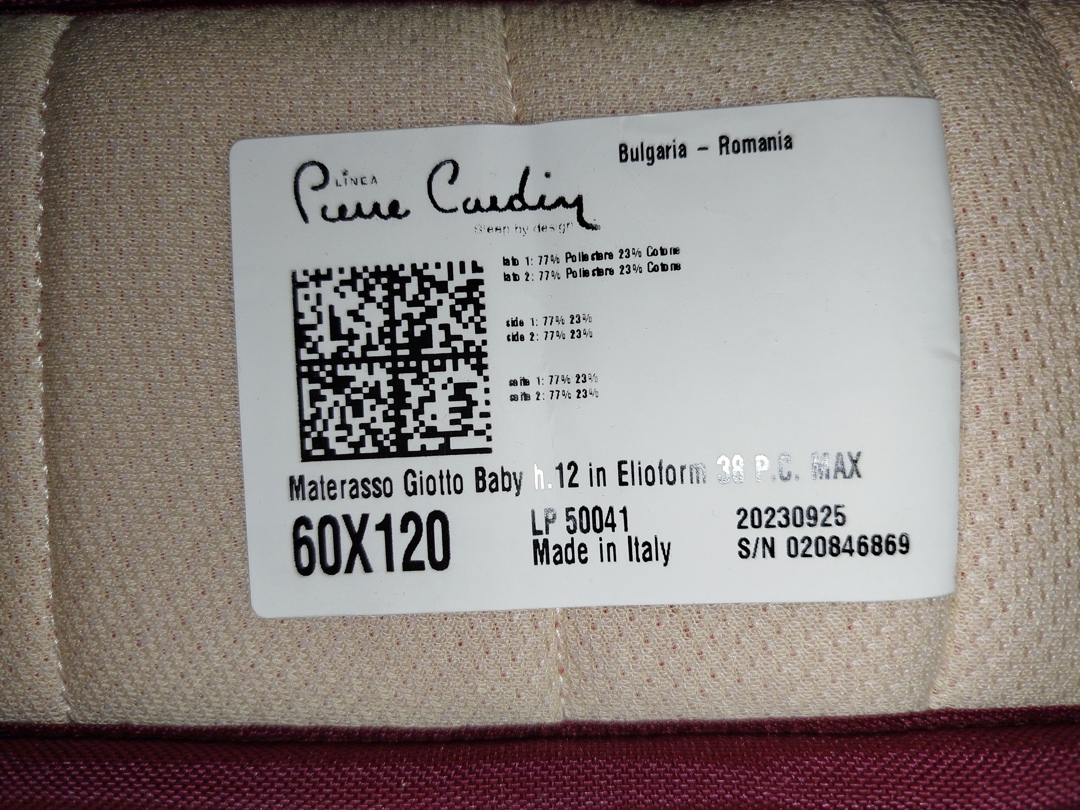 Bulgaria – Romania
LINEA
Pierre Cardin
Sleep by design
lato 1: 77% Poliestere 23% Cotone
lato 2: 77% Poliestere 23% Cotone
side 1: 77% 23%
side 2: 77% 23%
seite 1: 77% 23%
seite 2: 77% 23%
Materasso Giotto Baby h.12 in Elioform 38 P.C. MAX
60X120
LP 50041
20230925
Made in Italy
S/N 020846869